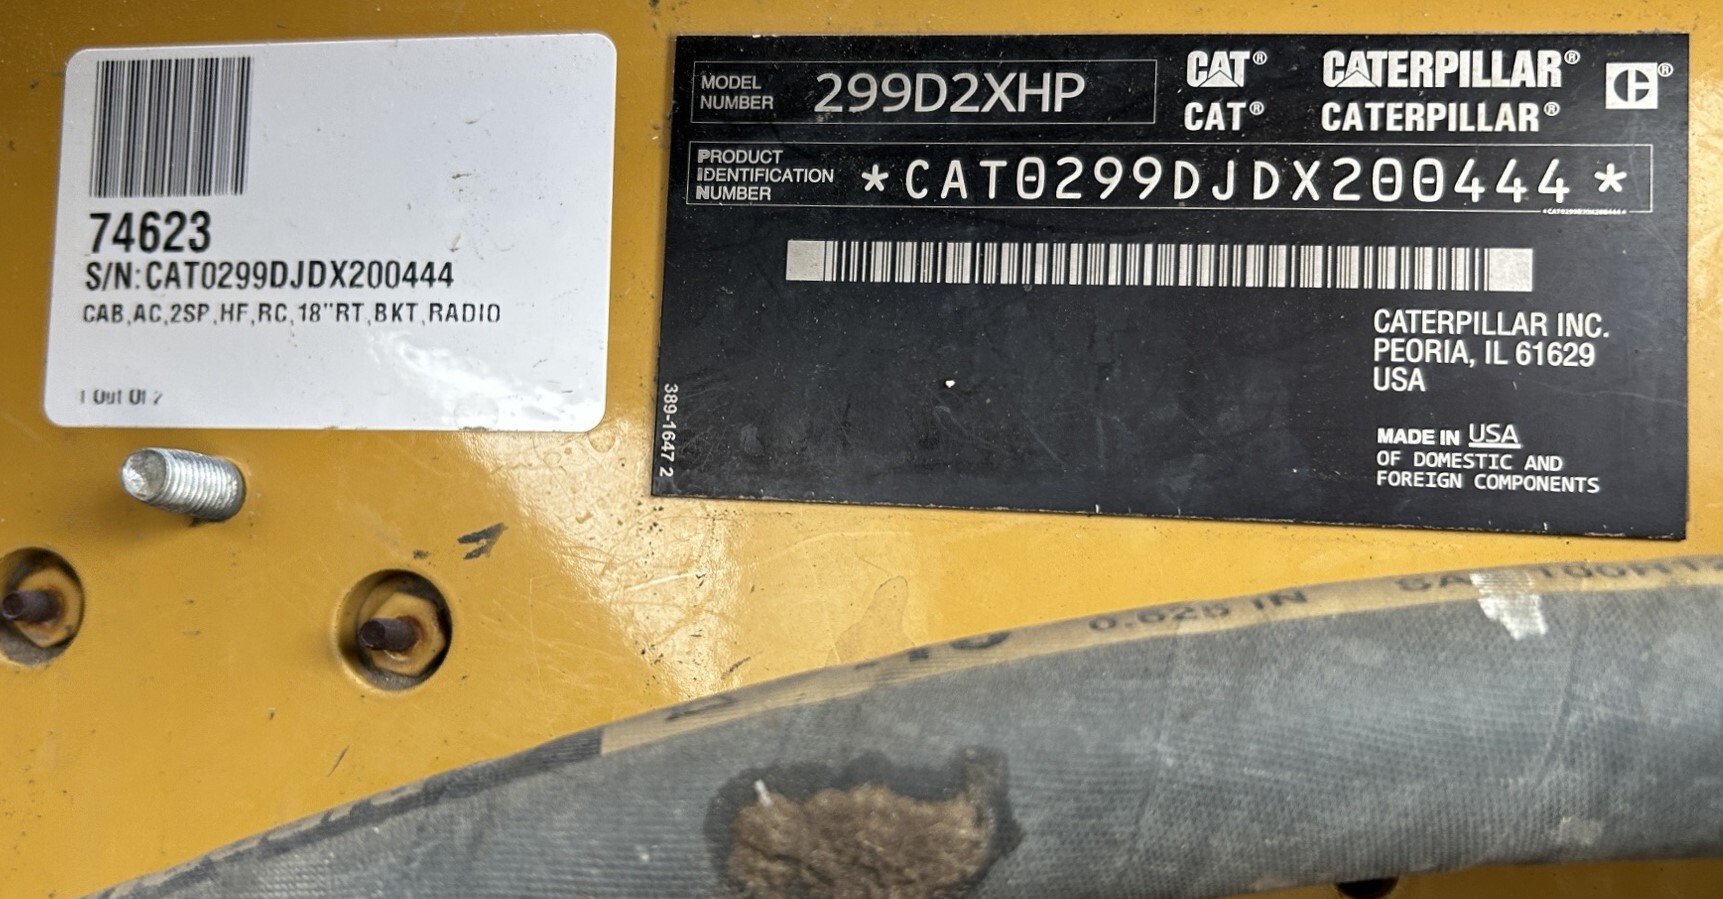 74623
S/N:CAT0299DJDX200444
CAB,AC,2SP,HF,RC,18"RT,BKT,RADIO
1 Out Of 2
MODEL NUMBER 299D2XHP
CAT® CATERPILLAR®
CAT® CATERPILLAR®
PRODUCT IDENTIFICATION NUMBER *CAT0299DJDX200444*
*CAT0299DJDX200444*
CATERPILLAR INC.
PEORIA, IL 61629
USA
MADE IN USA
OF DOMESTIC AND
FOREIGN COMPONENTS
389-1647 2
0.625 IN